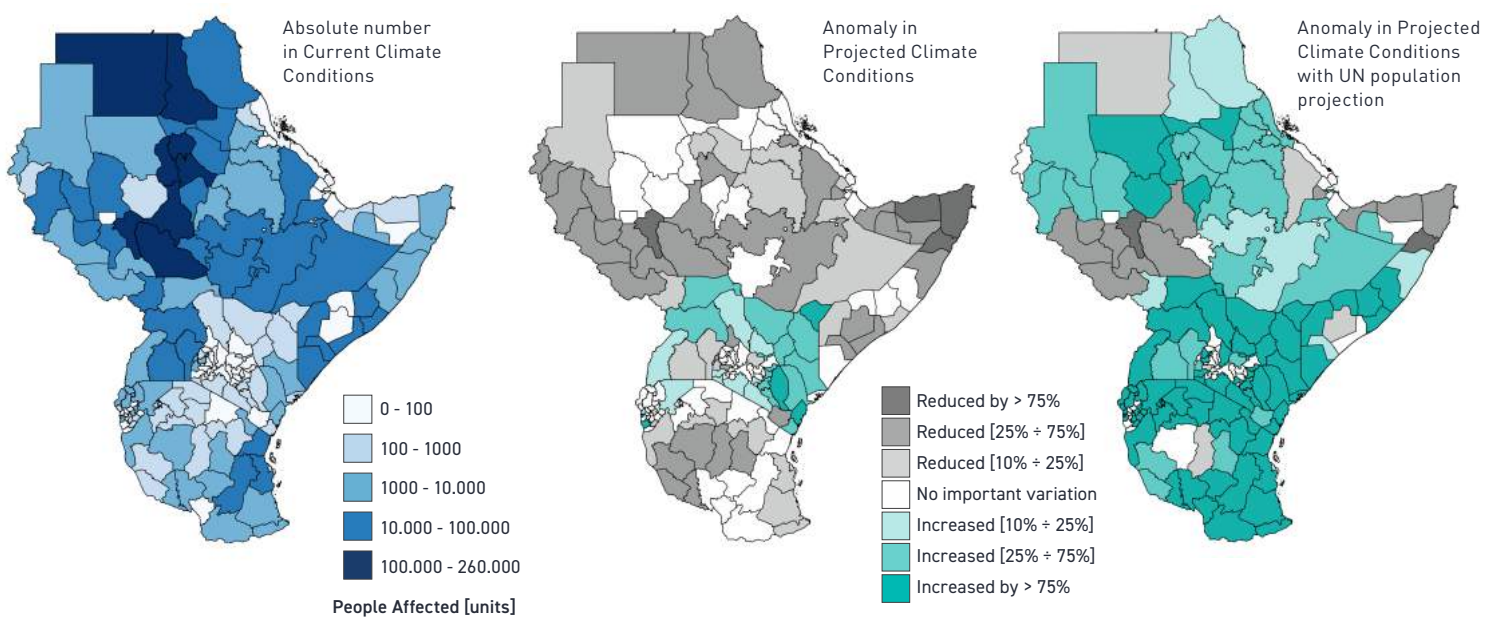 Absolute number
in Current Climate
Conditions
0 - 100
100 - 1000
1000 - 10.000
10.000 - 100.000
100.000 - 260.000
People Affected [units]
Anomaly in
Projected Climate
Conditions
Reduced by > 75%
Reduced [25% ÷ 75%]
Reduced [10% ÷ 25%]
No important variation
Increased [10% ÷ 25%]
Increased [25% ÷ 75%]
Increased by > 75%
Anomaly in Projected
Climate Conditions
with UN population
projection